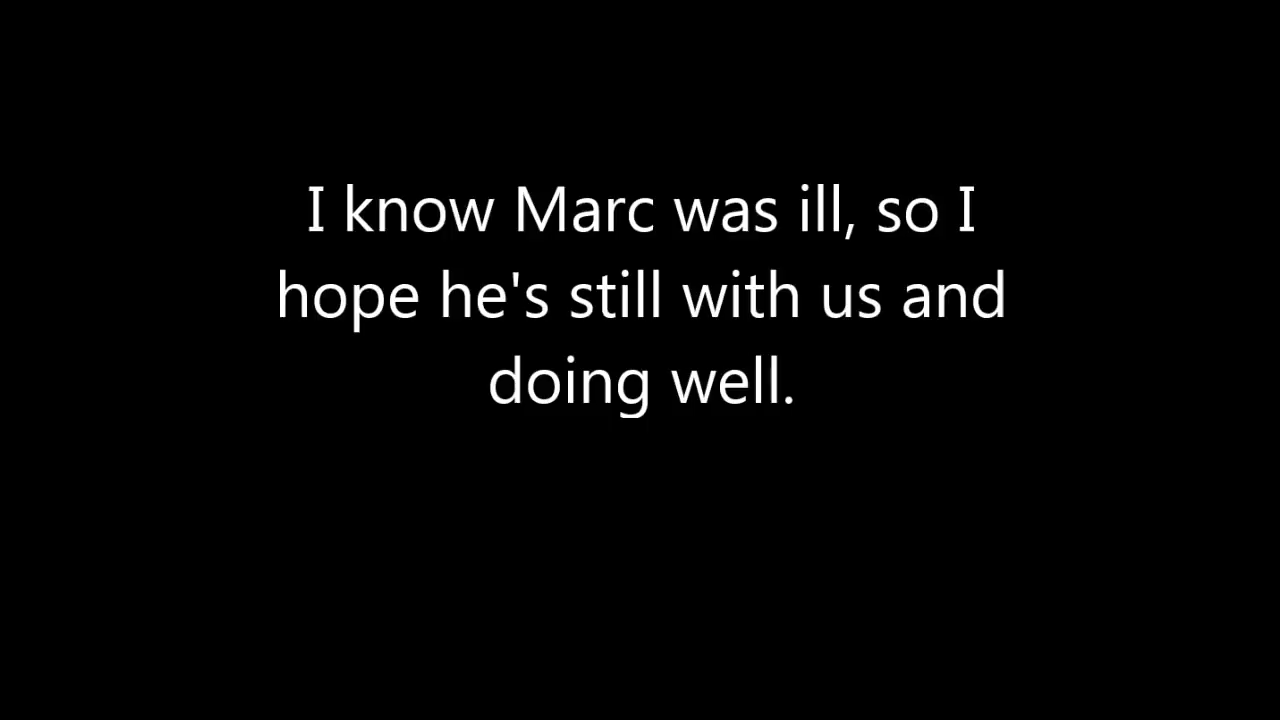 I know Marc was ill, so I
hope he's still with us and
doing well.